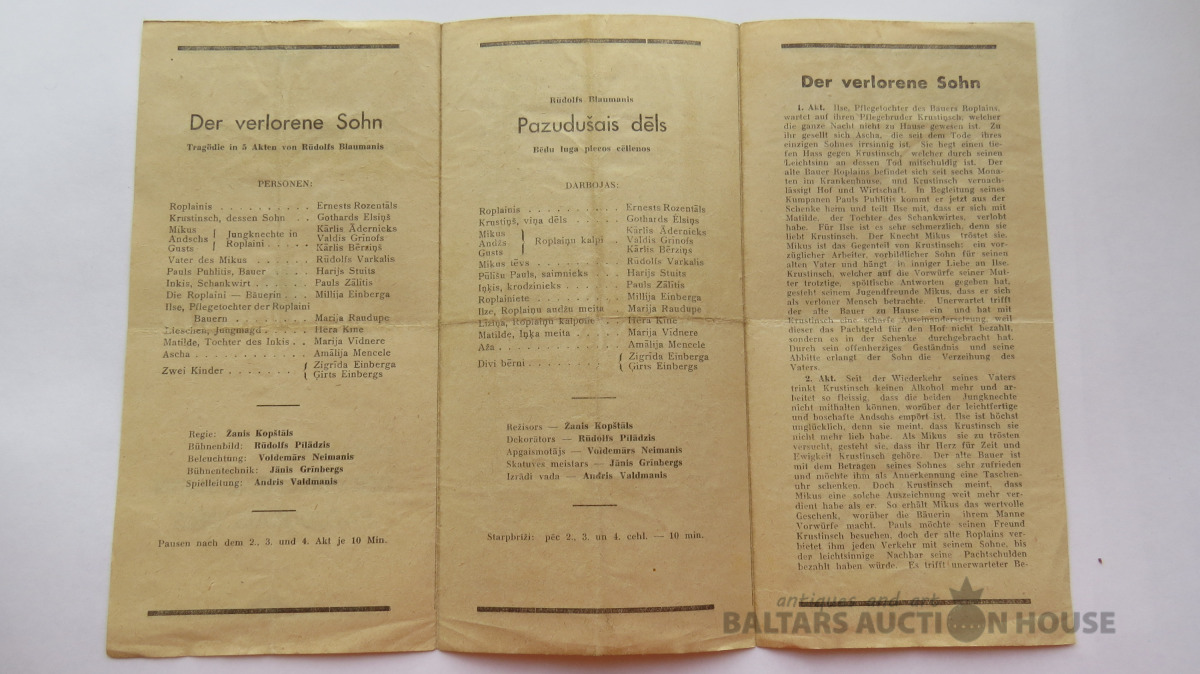 Der verlorene Sohn
Tragödie in 5 Akten von Rūdolfs Blaumanis
PERSONEN:
Roplainis . . . . . . . . . . Ernests Rozentāls
Krustinsch, dessen Sohn . . Gothards Elsiņš
Mikus Kārlis Ādernieks
Andschs Jungknechte in Valdis Grinofs
Gusts Roplaini . . . . . Kārlis Bērziņš
Vater des Mikus . . . . . . Rūdolfs Varkalis
Pauls Puhlitis, Bauer . . . . Harijs Stuits
Inkis, Schankwirt . . . . . . Pauls Zālītis
Die Roplaini — Bäuerin . . . Millija Einberga
Ilse, Pflegetochter der Roplaini
Bauern . . . . . . . . Marija Raudupe
Lieschen, Jungmagd . . . . Hera Kine
Matilde, Tochter des Inkis . . Marija Vidnere
Ascha . . . . . . . . . . . Amālija Mencele
Zwei Kinder . . . . . . . { Zigrīda Einberga
Ģirts Einbergs
Regie: Žanis Kopštāls
Bühnenbild: Rūdolfs Pilādzis
Beleuchtung: Voldemārs Neimanis
Bühnentechnik: Jānis Grīnbergs
Spielleitung: Andris Valdmanis
Pausen nach dem 2., 3. und 4. Akt je 10 Min.
Rūdolfs Blaumanis
Pazudušais dēls
Bēdu luga piecos cēlienos
DARBOJAS:
Roplainis . . . . . . . . . . Ernests Rozentāls
Krustiņš, viņa dēls . . . . . Gothards Elsiņš
Mikus Kārlis Ādernieks
Andžs Roplaiņu kalpi . . Valdis Grinofs
Gusts Kārlis Bērziņš
Mikus tēvs . . . . . . . . . Rūdolfs Varkalis
Pūlīšu Pauls, saimnieks . . . . Harijs Stuits
Iņķis, krodzinieks . . . . . . Pauls Zālītis
Roplainiete . . . . . . . . . Millija Einberga
Ilze, Roplaiņu audžu meita . . Marija Raudupe
Liziņa, Roplaiņu kalpone . . . Hera Kine
Matilde, Iņķa meita . . . . . Marija Vidnere
Aža . . . . . . . . . . . . Amālija Mencele
Divi bērni . . . . . . . . { Zigrīda Einberga
Ģirts Einbergs
Režisors — Žanis Kopštāls
Dekorātors — Rūdolfs Pilādzis
Apgaismotājs — Voldemārs Neimanis
Skatuves meistars — Jānis Grīnbergs
Izrādi vada — Andris Valdmanis
Starpbrīži: pēc 2., 3. un 4. cēhl. — 10 min.
Der verlorene Sohn
1. Akt. Ilse, Pflegetochter des Bauers Roplains,
wartet auf ihren Pflegebruder Krustinsch, welcher
die ganze Nacht nicht zu Hause gewesen ist. Zu
ihr gesellt sich Ascha, die seit dem Tode ihres
einzigen Sohnes irrsinnig ist. Sie hegt einen tie-
fen Hass gegen Krustinsch, welcher durch seinen
Leichtsinn an dessen Tod mitschuldig ist. Der
alte Bauer Roplains befindet sich seit sechs Mona-
ten im Krankenhause, und Krustinsch vernach-
lässigt Hof und Wirtschaft. In Begleitung seines
Kumpanen Pauls Puhlitis kommt er jetzt aus der
Schenke heim und teilt Ilse mit, dass er sich mit
Matilde, der Tochter des Schankwirtes, verlobt
habe. Für Ilse ist es sehr schmerzlich, denn sie
liebt Krustinsch. Der Knecht Mikus tröstet sie.
Mikus ist das Gegenteil von Krustinsch: ein vor-
züglicher Arbeiter, vorbildlicher Sohn für seinen
alten Vater und hängt in inniger Liebe an Ilse.
Krustinsch, welcher auf die Vorwürfe seiner Mut-
ter trotzige, spöttische Antworten gegeben hat,
gesteht seinem Jugendfreunde Mikus, dass er sich
als verloner Mensch betrachte. Unerwartet trifft
der alte Bauer zu Hause ein und hat mit
Krustinsch eine scharfe Auseinanderseztung, weil
dieser das Pachtgeld für den Hof nicht bezahlt,
sondern es in der Schenke durchgebracht hat.
Durch sein offenherziges Geständnis und seine
Abbitte erlangt der Sohn die Verzeihung des
Vaters.
2. Akt. Seit der Wiederkehr seines Vaters
trinkt Krustinsch keinen Alkohol mehr und ar-
beitet so fleissig, dass die beiden Jungknechte
nicht mithalten können, worüber der leichtfertige
und boshafte Andschs empört ist. Ilse ist höchst
unglücklich, denn sie meint, dass Krustinsch sie
nicht mehr lieb habe. Als Mikus sie zu trösten
versucht, gesteht sie, dass ihr Herz für Zeit und
Ewigkeit Krustinsch gehöre. Der alte Bauer ist
mit dem Betragen seines Sohnes sehr zufrieden
und möchte ihm als Annerkennung eine Taschen-
uhr schenken. Doch Krustinsch meint, dass
Mikus eine solche Auszeichnung weit mehr ver-
dient habe als er. So erhält Mikus das wertvolle
Geschenk, worüber die Bäuerin ihrem Manne
Vorwürfe macht. Pauls möchte seinen Freund
Krustinsch besuchen, doch der alte Roplains ver-
bietet ihm jeden Verkehr mit seinem Sohne, bis
der leichtsinnige Nachbar seine Pachtschulden
bezahlt haben würde. Es trifft unerwarteter Be-
antiques and art
BALTARS AUCTION HOUSE